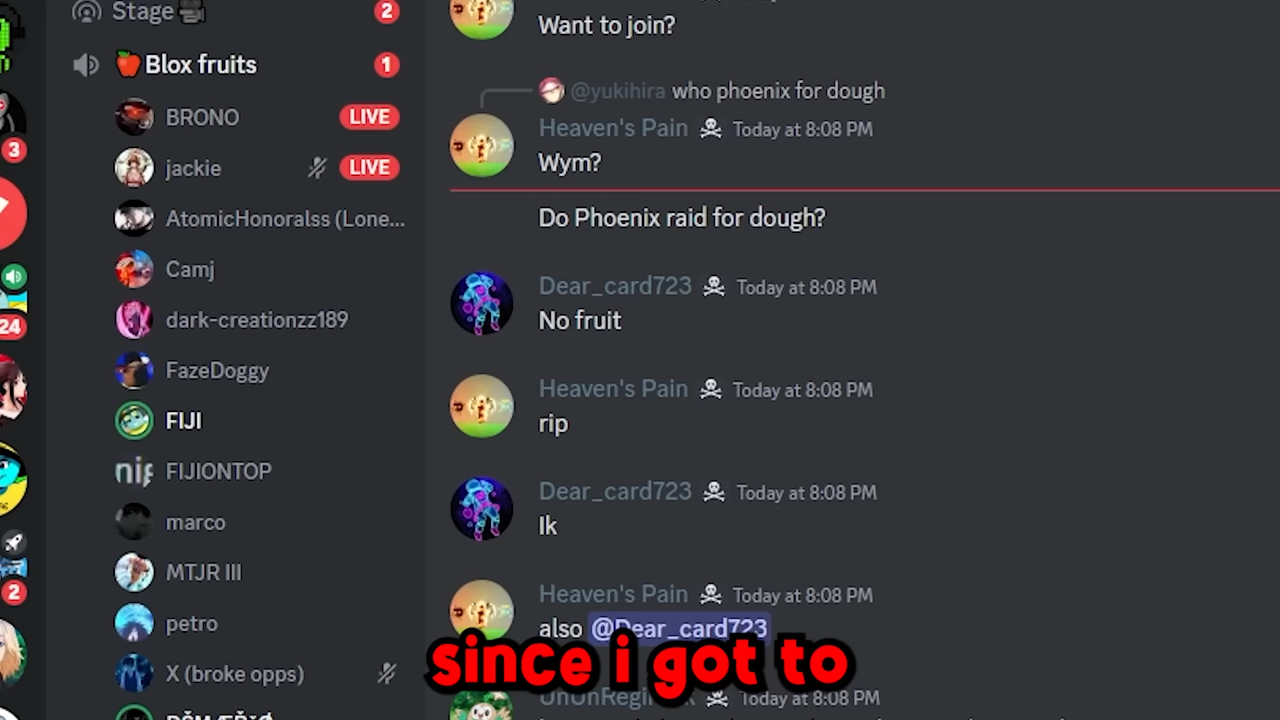 Stage
2
Blox fruits
1
BRONO
LIVE
jackie
LIVE
AtomicHonoralss (Lone...
Camj
dark-creationzz189
FazeDoggy
FIJI
FIJIONTOP
marco
MTJR III
petro
X (broke opps)
3
24
2
Want to join?
@yukihira who phoenix for dough
Heaven's Pain Today at 8:08 PM
Wym?
Do Phoenix raid for dough?
Dear_card723 Today at 8:08 PM
No fruit
Heaven's Pain Today at 8:08 PM
rip
Dear_card723 Today at 8:08 PM
Ik
Heaven's Pain Today at 8:08 PM
also @Dear_card723
Today at 8:08 PM
since i got to